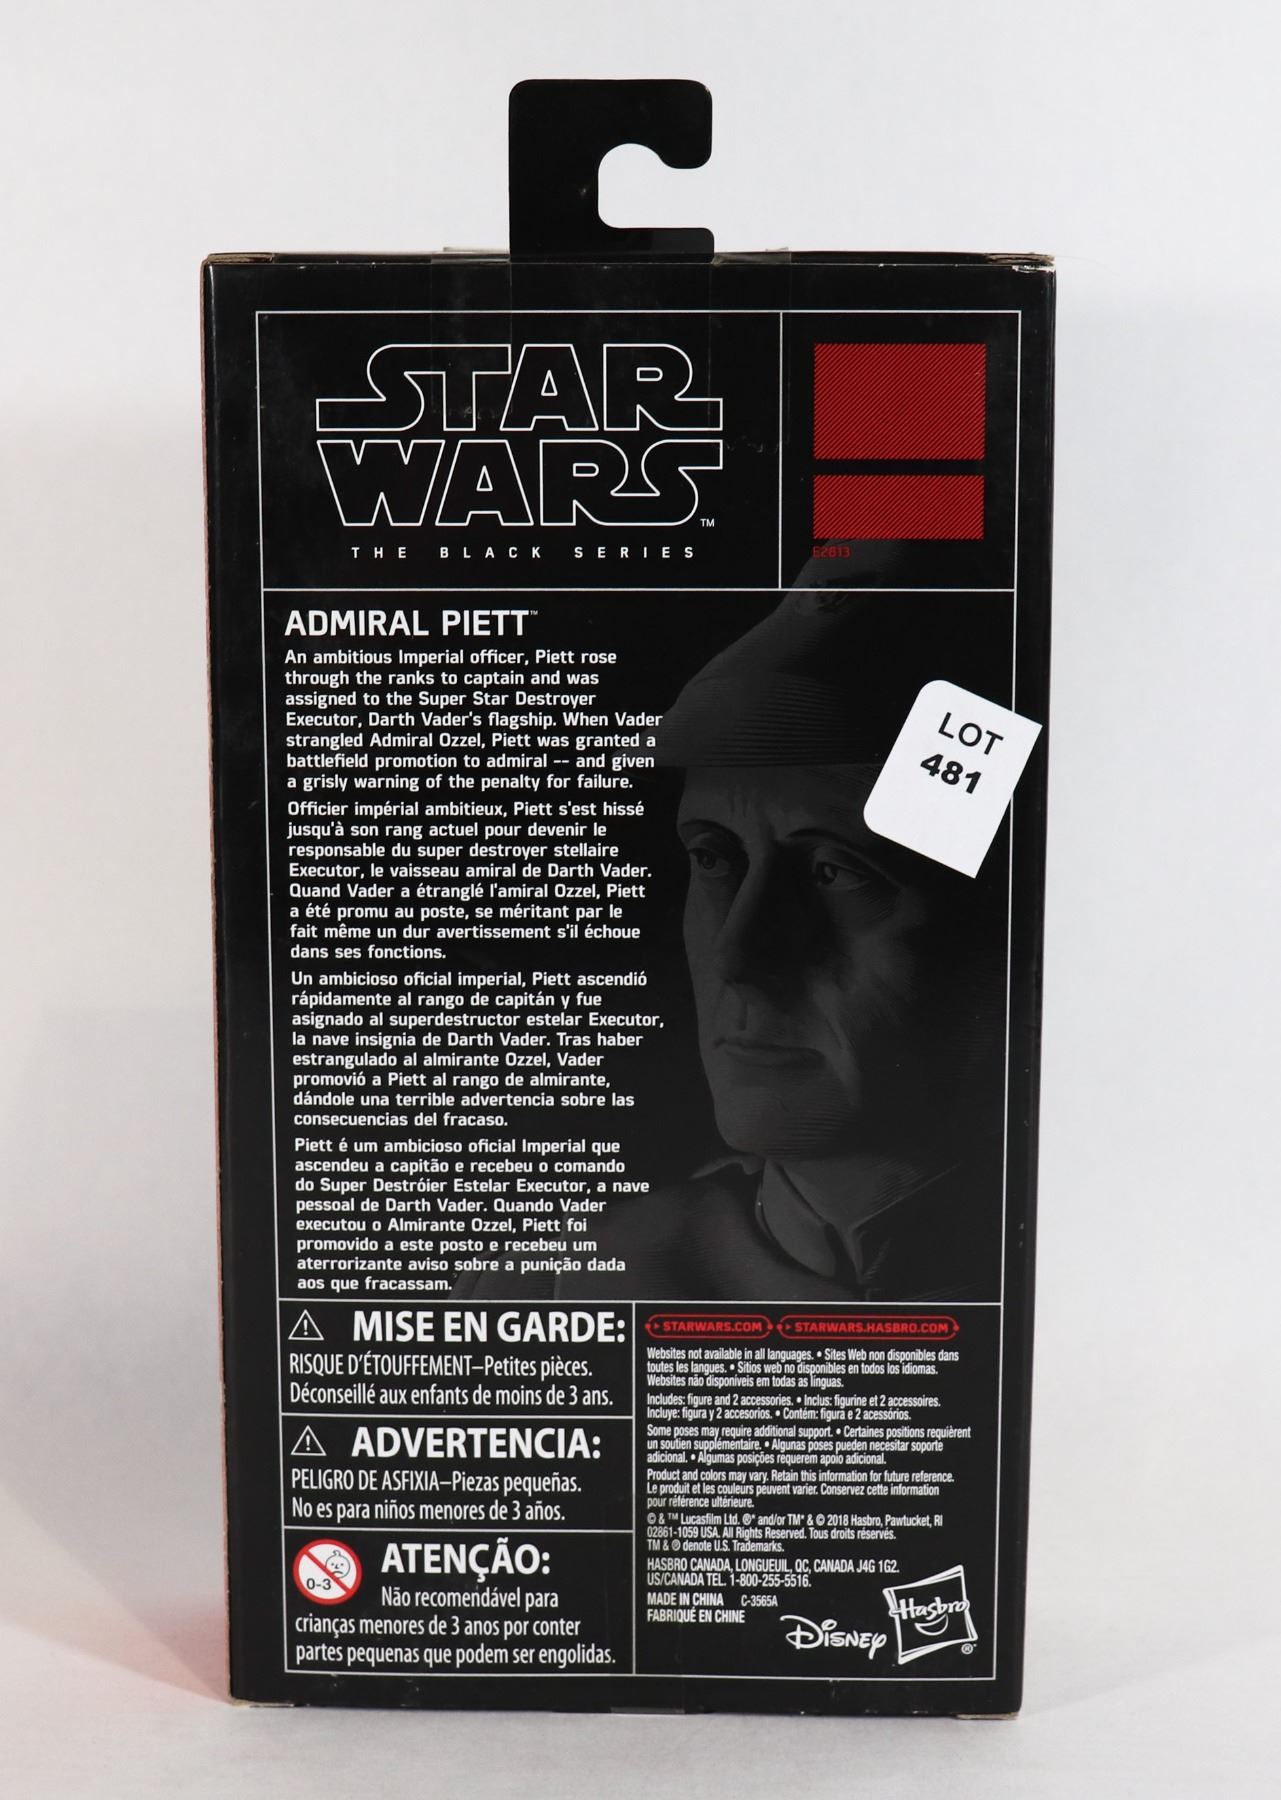 STAR
WARS
TM
THE BLACK SERIES
E2813
ADMIRAL PIETT™
An ambitious Imperial officer, Piett rose
through the ranks to captain and was
assigned to the Super Star Destroyer
Executor, Darth Vader's flagship. When Vader
strangled Admiral Ozzel, Piett was granted a
battlefield promotion to admiral -- and given
a grisly warning of the penalty for failure.
Officier impérial ambitieux, Piett s'est hissé
jusqu'à son rang actuel pour devenir le
responsable du super destroyer stellaire
Executor, le vaisseau amiral de Darth Vader.
Quand Vader a étranglé l'amiral Ozzel, Piett
a été promu au poste, se méritant par le
fait même un dur avertissement s'il échoue
dans ses fonctions.
Un ambicioso oficial imperial, Piett ascendió
rápidamente al rango de capitán y fue
asignado al superdestructor estelar Executor,
la nave insignia de Darth Vader. Tras haber
estrangulado al almirante Ozzel, Vader
promovió a Piett al rango de almirante,
dándole una terrible advertencia sobre las
consecuencias del fracaso.
Piett é um ambicioso oficial Imperial que
ascendeu a capitão e recebeu o comando
do Super Destróier Estelar Executor, a nave
pessoal de Darth Vader. Quando Vader
executou o Almirante Ozzel, Piett foi
promovido a este posto e recebeu um
aterrorizante aviso sobre a punição dada
aos que fracassam.
LOT
481
MISE EN GARDE:
RISQUE D'ÉTOUFFEMENT–Petites pièces.
Déconseillé aux enfants de moins de 3 ans.
ADVERTENCIA:
PELIGRO DE ASFIXIA–Piezas pequeñas.
No es para niños menores de 3 años.
0-3
ATENÇÃO:
Não recomendável para
crianças menores de 3 anos por conter
partes pequenas que podem ser engolidas.
STARWARS.COM STARWARS.HASBRO.COM
Websites not available in all languages. • Sites Web non disponibles dans
toutes les langues. • Sitios web no disponibles en todos los idiomas.
Websites não disponíveis em todas as línguas.
Includes: figure and 2 accessories. • Inclus: figurine et 2 accessoires.
Incluye: figura y 2 accesorios. • Contém: figura e 2 acessórios.
Some poses may require additional support. • Certaines positions requièrent
un soutien supplémentaire. • Algunas poses pueden necesitar soporte
adicional. • Algumas posições requerem apoio adicional.
Product and colors may vary. Retain this information for future reference.
Le produit et les couleurs peuvent varier. Conservez cette information
pour référence ultérieure.
© & ™ Lucasfilm Ltd. ®* and/or TM* & © 2018 Hasbro, Pawtucket, RI
02861-1059 USA. All Rights Reserved. Tous droits réservés.
TM & ® denote U.S. Trademarks.
HASBRO CANADA, LONGUEUIL, QC, CANADA J4G 1G2.
US/CANADA TEL. 1-800-255-5516.
MADE IN CHINA C-3565A
FABRIQUÉ EN CHINE
DISNEY
Hasbro
®